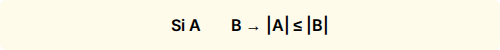 Si A B → |A| ≤ |B|